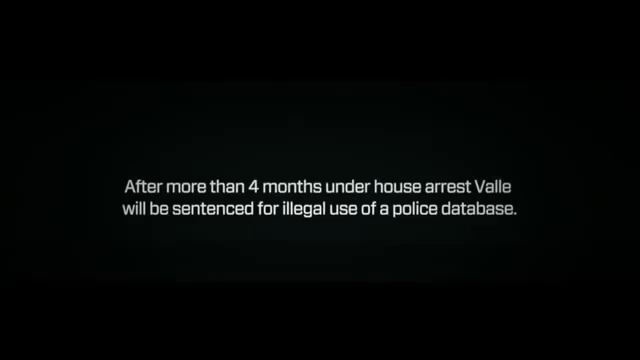 After more than 4 months under house arrest Valle
will be sentenced for illegal use of a police database.